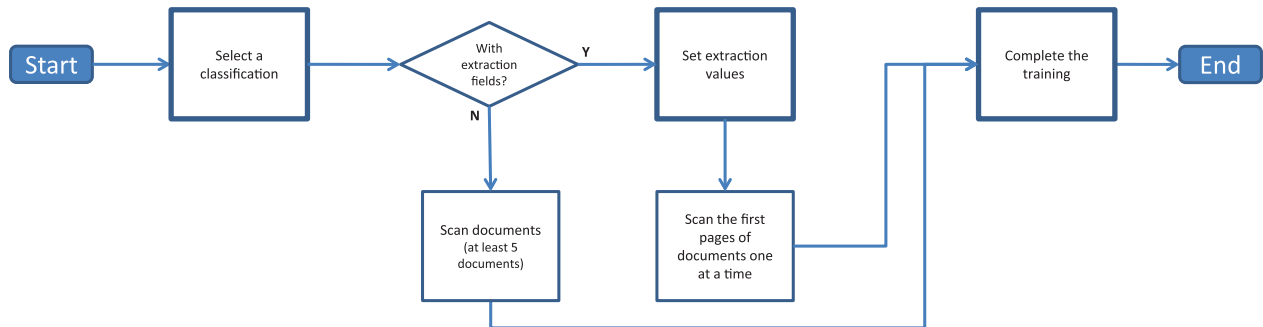 Start
Select a
classification
With
extraction
fields?
Y
N
Set extraction
values
Complete the
training
End
Scan documents
(at least 5
documents)
Scan the first
pages of
documents one
at a time